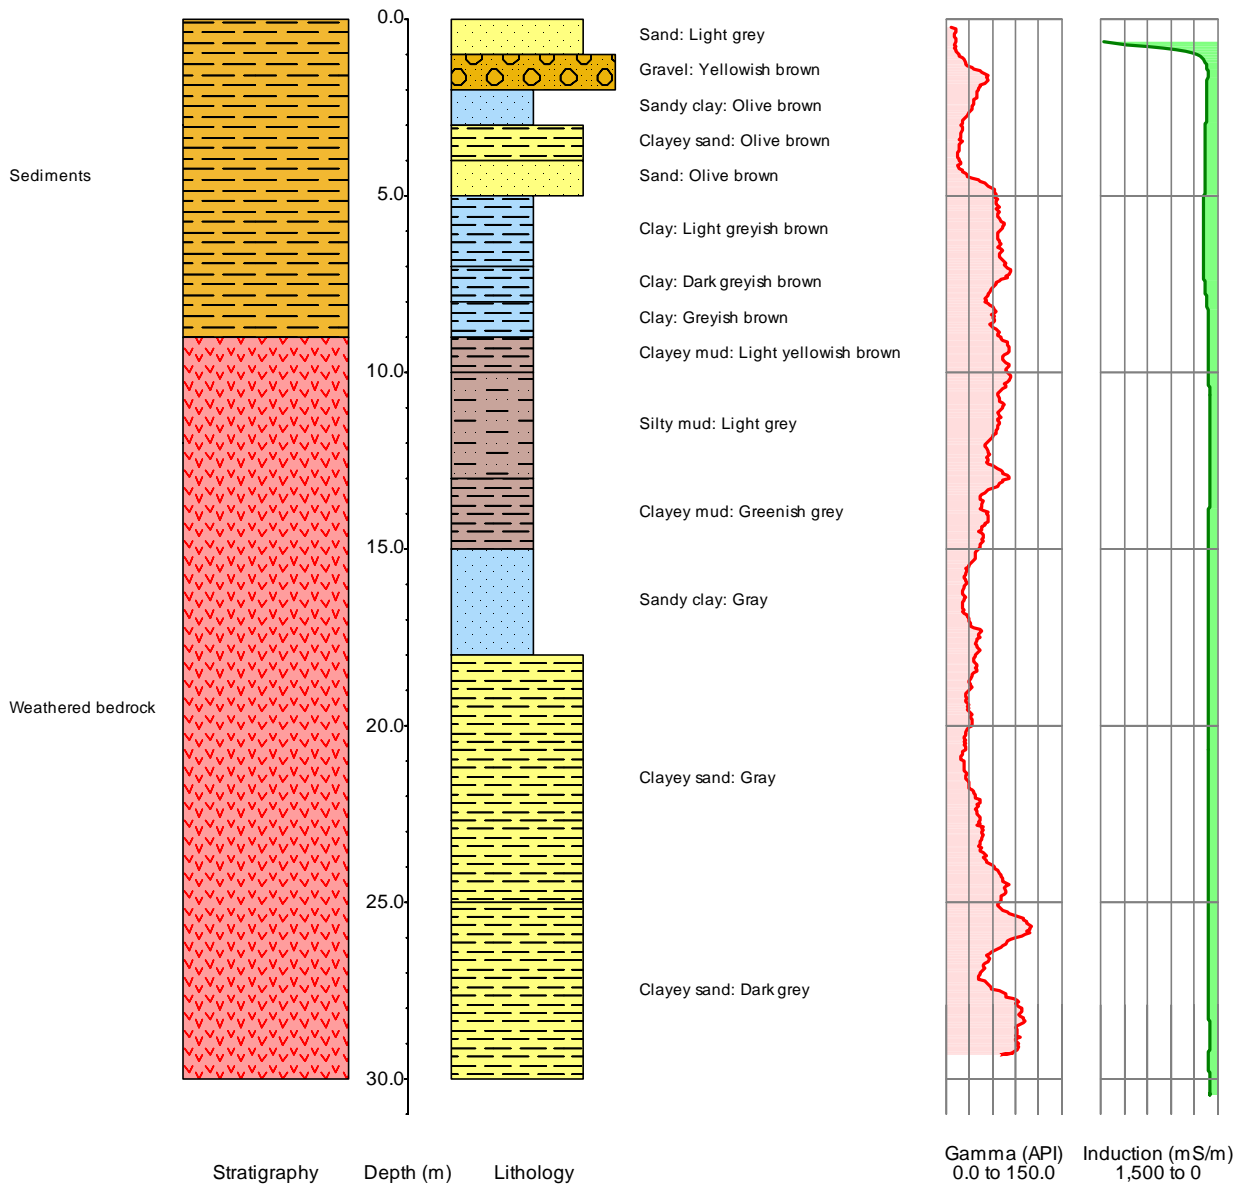 0.0
Sand: Light grey
Gravel: Yellowish brown
Sandy clay: Olive brown
Clayey sand: Olive brown
Sediments
Sand: Olive brown
5.0
Clay: Light greyish brown
Clay: Dark greyish brown
Clay: Greyish brown
Clayey mud: Light yellowish brown
10.0
Silty mud: Light grey
Clayey mud: Greenish grey
15.0
Sandy clay: Gray
Weathered bedrock
20.0
Clayey sand: Gray
25.0
Clayey sand: Dark grey
30.0
Stratigraphy
Depth (m)
Lithology
Gamma (API)
0.0 to 150.0
Induction (mS/m)
1,500 to 0